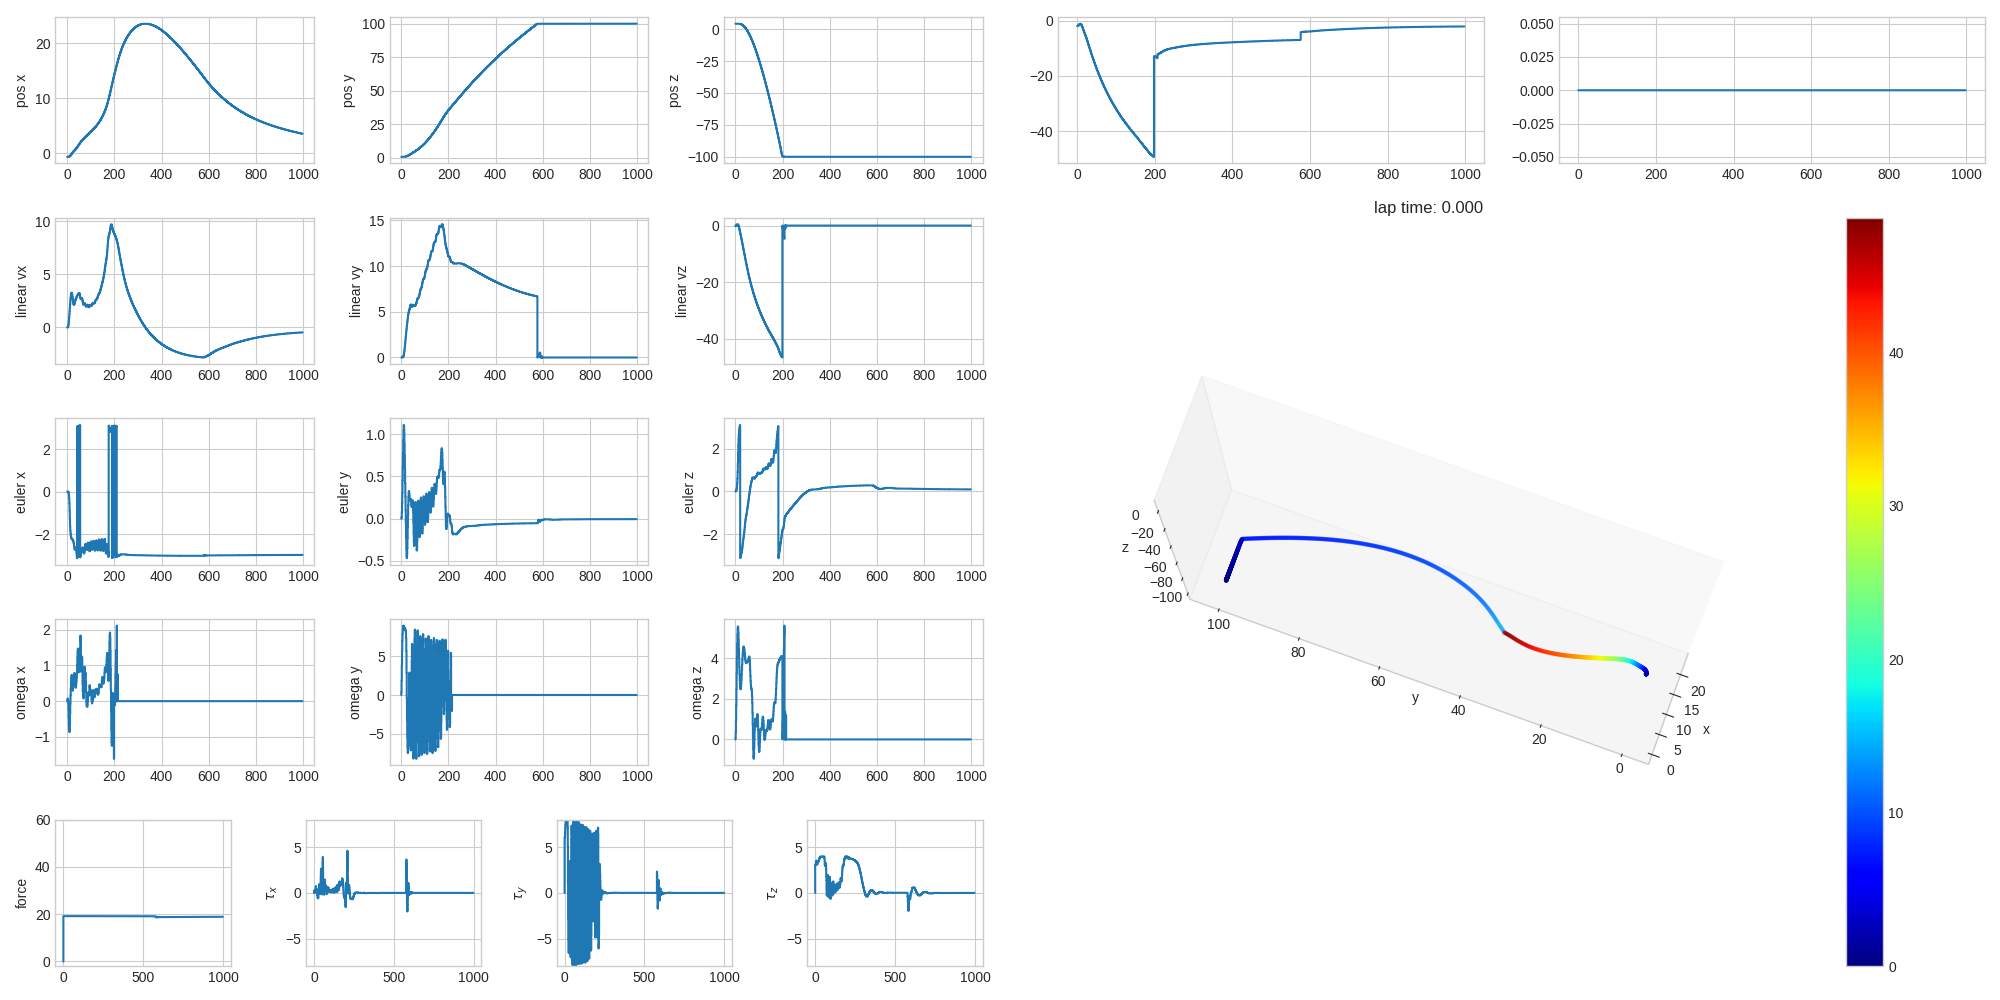 pos x
20
10
0
0 200 400 600 800 1000
pos y
100
75
50
25
0
0 200 400 600 800 1000
pos z
0
−25
−50
−75
−100
0 200 400 600 800 1000
0
−20
−40
0 200 400 600 800 1000
0.050
0.025
0.000
−0.025
−0.050
0 200 400 600 800 1000
linear vx
10
5
0
0 200 400 600 800 1000
linear vy
15
10
5
0
0 200 400 600 800 1000
linear vz
0
−20
−40
0 200 400 600 800 1000
lap time: 0.000
euler x
2
0
−2
0 200 400 600 800 1000
euler y
1.0
0.5
0.0
−0.5
0 200 400 600 800 1000
euler z
2
0
−2
0 200 400 600 800 1000
omega x
2
1
0
−1
0 200 400 600 800 1000
omega y
5
0
−5
0 200 400 600 800 1000
omega z
4
2
0
0 200 400 600 800 1000
force
60
40
20
0
0 500 1000
τx
5
0
−5
0 500 1000
τy
5
0
−5
0 500 1000
τz
5
0
−5
0 500 1000
z
0
−20
−40
−60
−80
−100
100
80
60
40
20
0
y
20
15
10
5
0
x
40
30
20
10
0